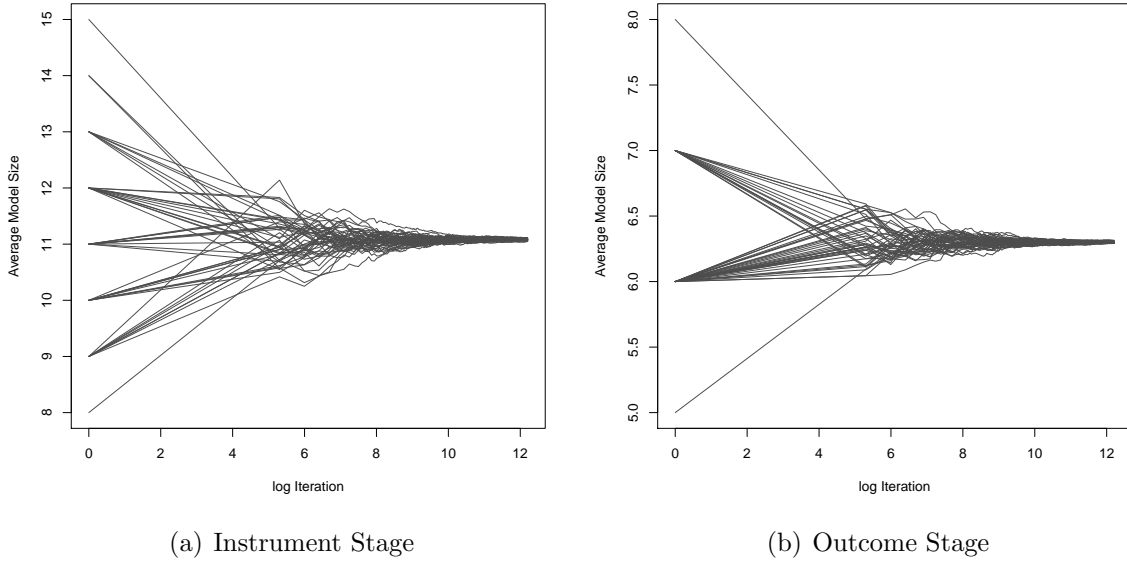 15
14
13
12
11
10
9
8
Average Model Size
0 2 4 6 8 10 12
log Iteration
(a) Instrument Stage
8.0
7.5
7.0
6.5
6.0
5.5
5.0
Average Model Size
0 2 4 6 8 10 12
log Iteration
(b) Outcome Stage